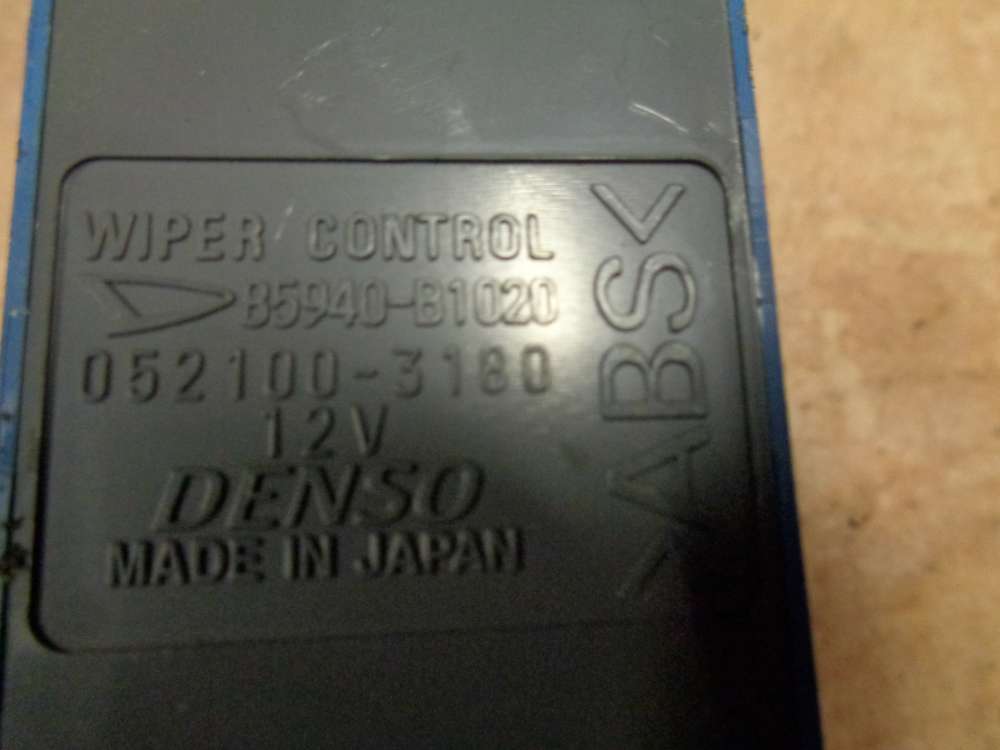 WIPER CONTROL
85940-B1020
052100-3180
12V
DENSO
MADE IN JAPAN
>ABS<